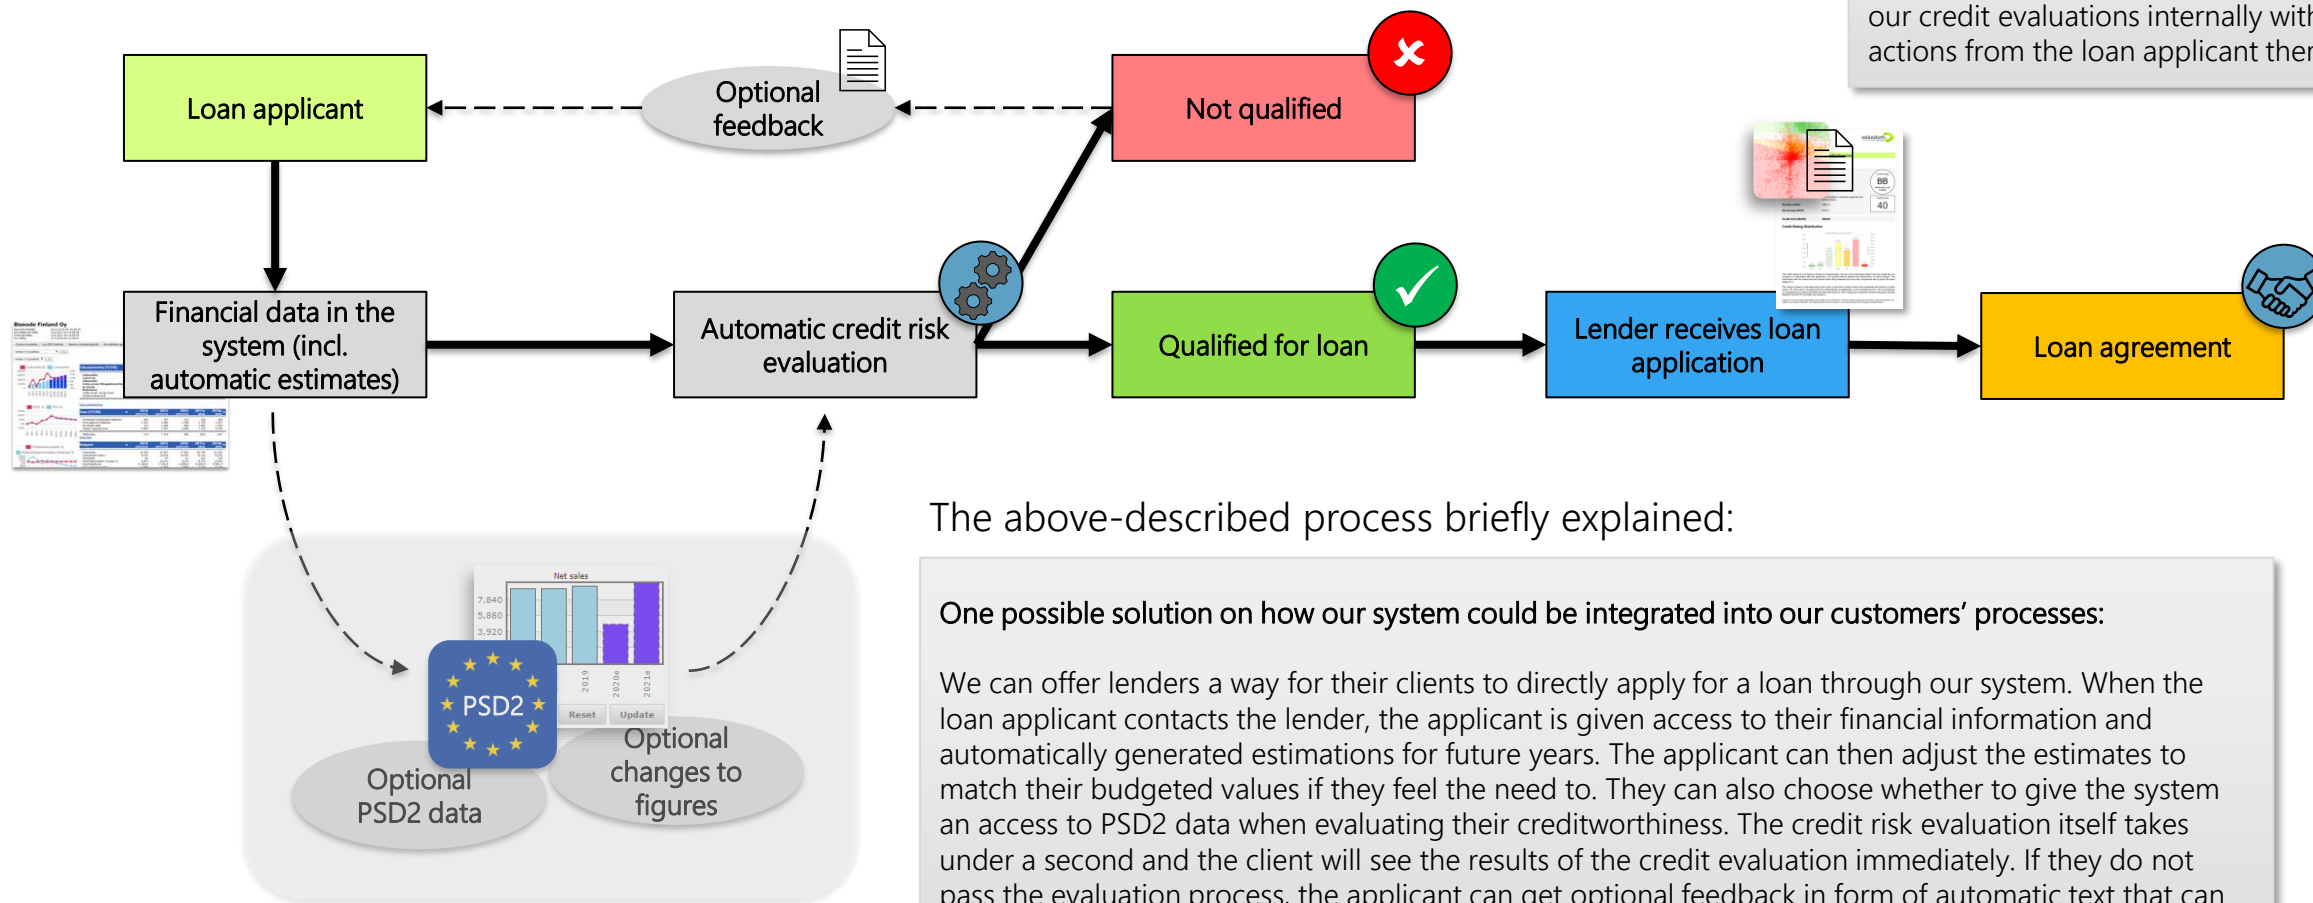 our credit evaluations internally with
actions from the loan applicant then
Loan applicant
Optional
feedback
Not qualified
valuatum
BB
40
Financial data in the
system (incl.
automatic estimates)
Automatic credit risk
evaluation
Qualified for loan
Lender receives loan
application
Loan agreement
Bisnode Finland Oy
The above-described process briefly explained:
Net sales
7,840
5,880
3,920
2019
2020e
2021e
Reset
Update
PSD2
Optional
PSD2 data
Optional
changes to
figures
One possible solution on how our system could be integrated into our customers’ processes:
We can offer lenders a way for their clients to directly apply for a loan through our system. When the
loan applicant contacts the lender, the applicant is given access to their financial information and
automatically generated estimations for future years. The applicant can then adjust the estimates to
match their budgeted values if they feel the need to. They can also choose whether to give the system
an access to PSD2 data when evaluating their creditworthiness. The credit risk evaluation itself takes
under a second and the client will see the results of the credit evaluation immediately. If they do not
pass the evaluation process, the applicant can get optional feedback in form of automatic text that can